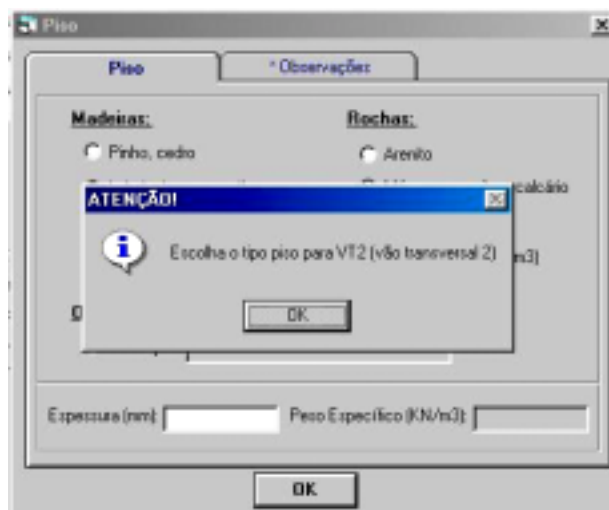 Piso
Piso
* Observações
Madeiras:
Rochas:
Pinho, cedro
Arenito
calcário
ATENÇÃO!
Escolha o tipo piso para VT2 (vão transversal 2)
m3)
OK
Espessura (mm):
Peso Específico (KN/m3):
OK